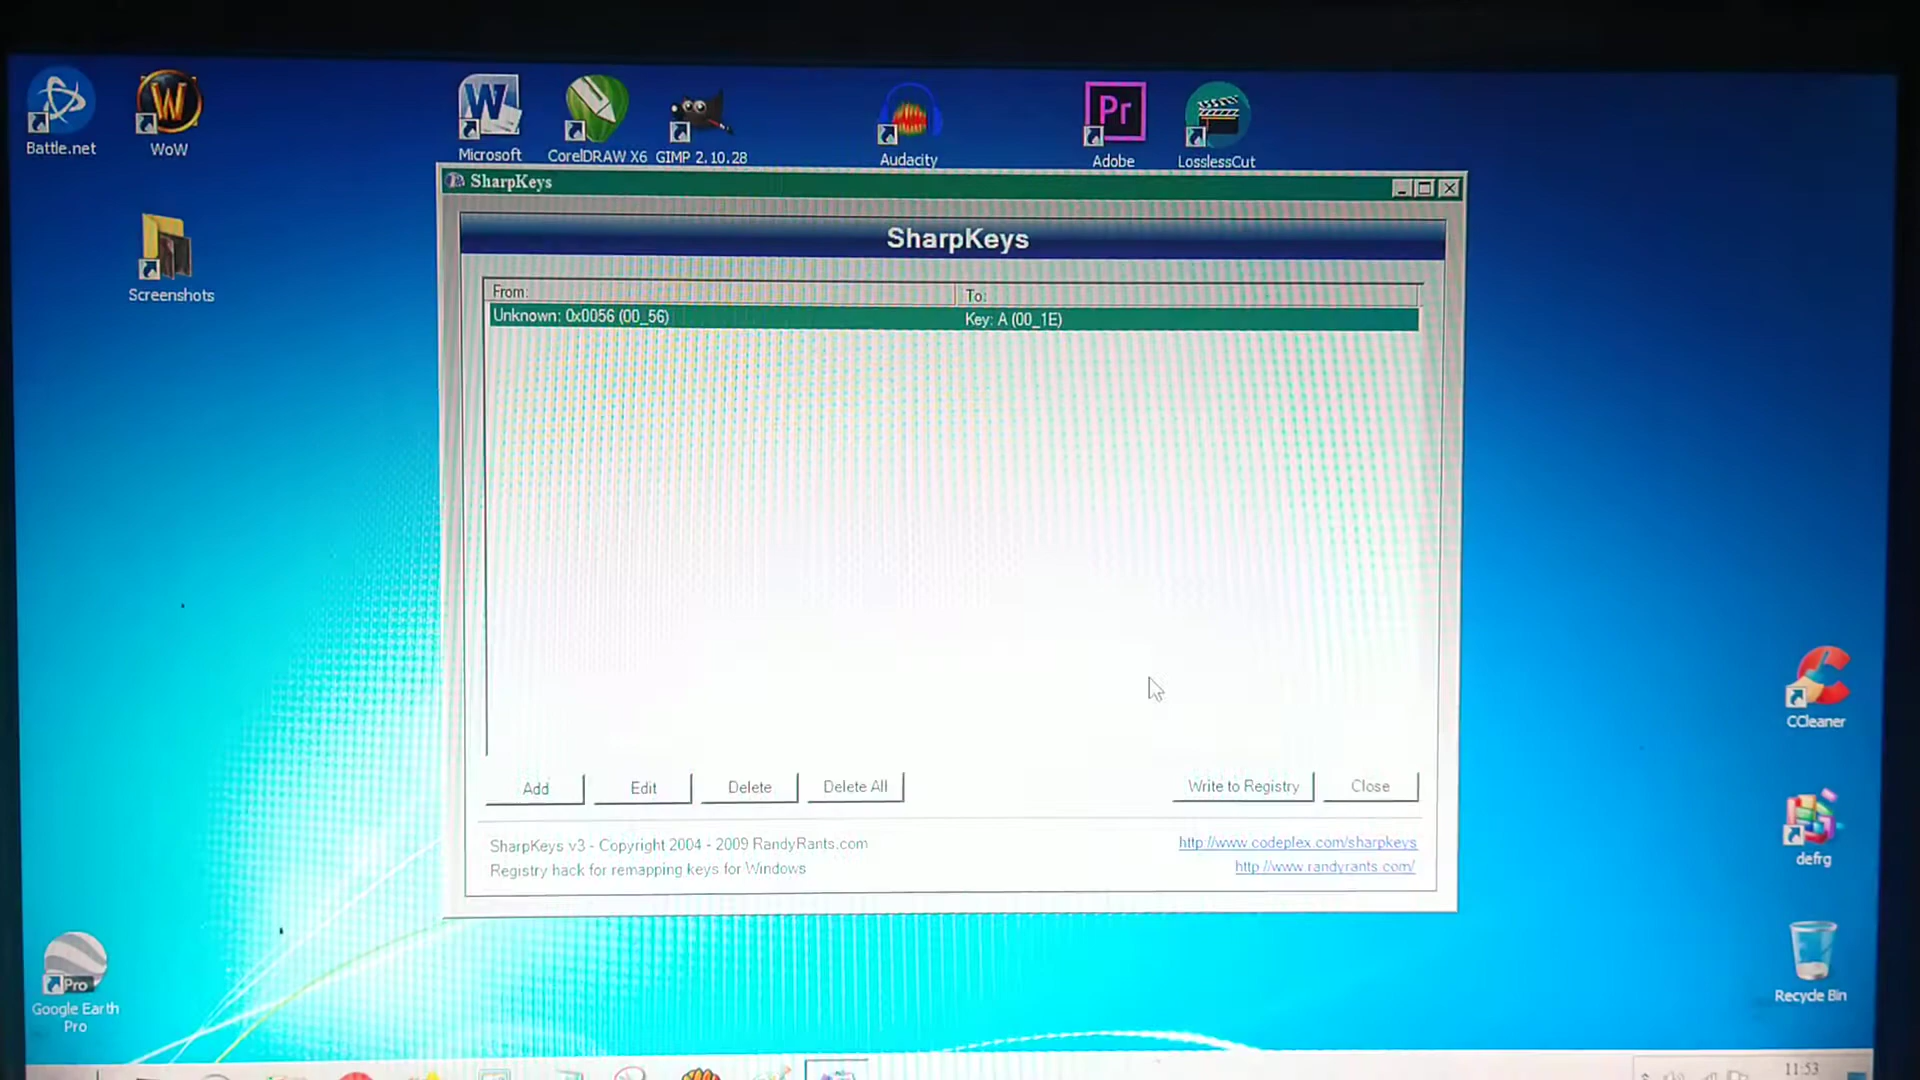 Battle.net
WoW
Microsoft
CorelDRAW X6
GIMP 2.10.28
Audacity
Pr
Adobe
LosslessCut
Screenshots
SharpKeys
SharpKeys
From:
To:
Unknown: 0x0056 (00_56)
Key: A (00_1E)
Add
Edit
Delete
Delete All
Write to Registry
Close
SharpKeys v3 - Copyright 2004 - 2009 RandyRants.com
http://www.codeplex.com/sharpkeys
Registry hack for remapping keys for Windows
http://www.randyrants.com/
CCleaner
defrg
Pro
Google Earth
Pro
Recycle Bin
11:53